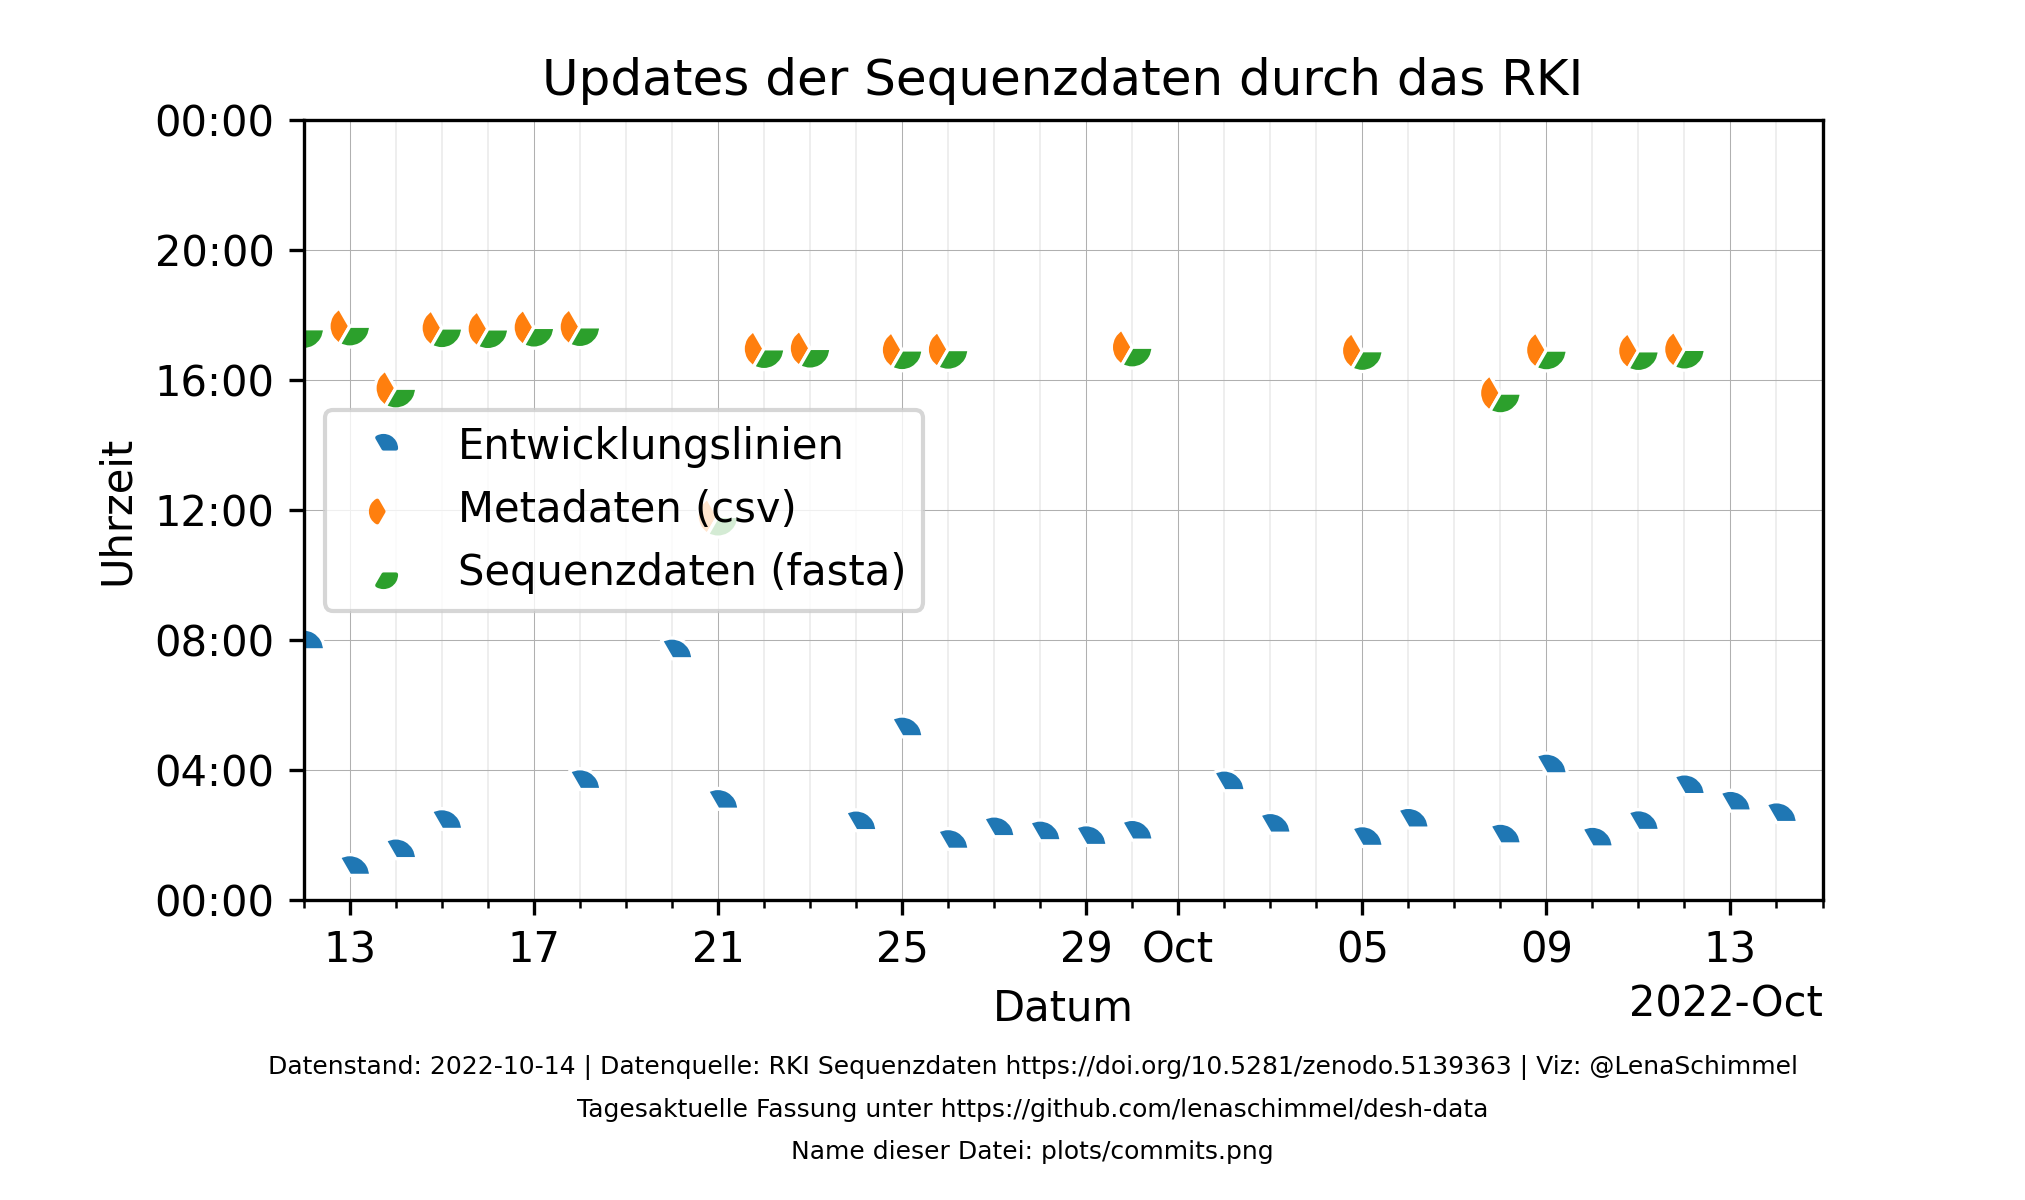 Updates der Sequenzdaten durch das RKI
00:00
20:00
16:00
12:00
08:00
04:00
00:00
Uhrzeit
Entwicklungslinien
Metadaten (csv)
Sequenzdaten (fasta)
13 17 21 25 29 Oct 05 09 13
2022-Oct
Datum
Datenstand: 2022-10-14 | Datenquelle: RKI Sequenzdaten https://doi.org/10.5281/zenodo.5139363 | Viz: @LenaSchimmel
Tagesaktuelle Fassung unter https://github.com/lenaschimmel/desh-data
Name dieser Datei: plots/commits.png